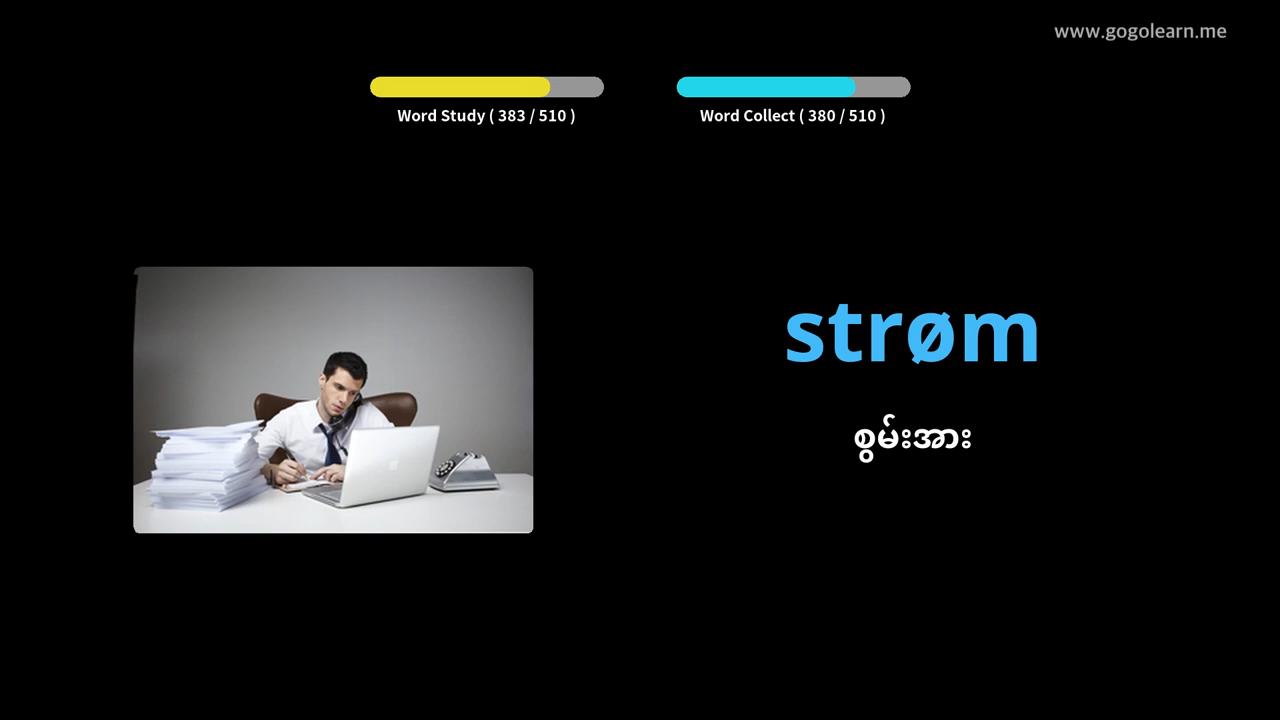 www.gogolearn.me
Word Study ( 383 / 510 )
Word Collect ( 380 / 510 )
strøm
စွမ်းအား